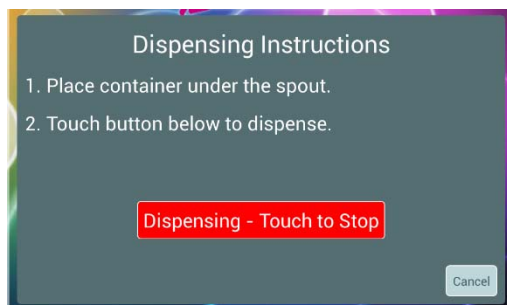 Dispensing Instructions
1. Place container under the spout.
2. Touch button below to dispense.
Dispensing - Touch to Stop
Cancel